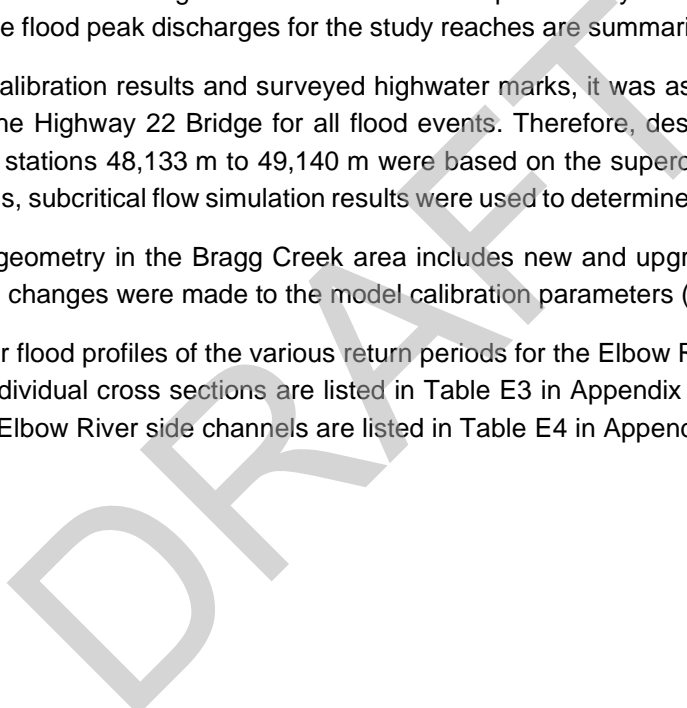 e flood peak discharges for the study reaches are summari
alibration results and surveyed highwater marks, it was as
ne Highway 22 Bridge for all flood events. Therefore, des
stations 48,133 m to 49,140 m were based on the superc
s, subcritical flow simulation results were used to determine
geometry in the Bragg Creek area includes new and upgr
changes were made to the model calibration parameters (
r flood profiles of the various return periods for the Elbow R
dividual cross sections are listed in Table E3 in Appendix
Elbow River side channels are listed in Table E4 in Append
DRAFT